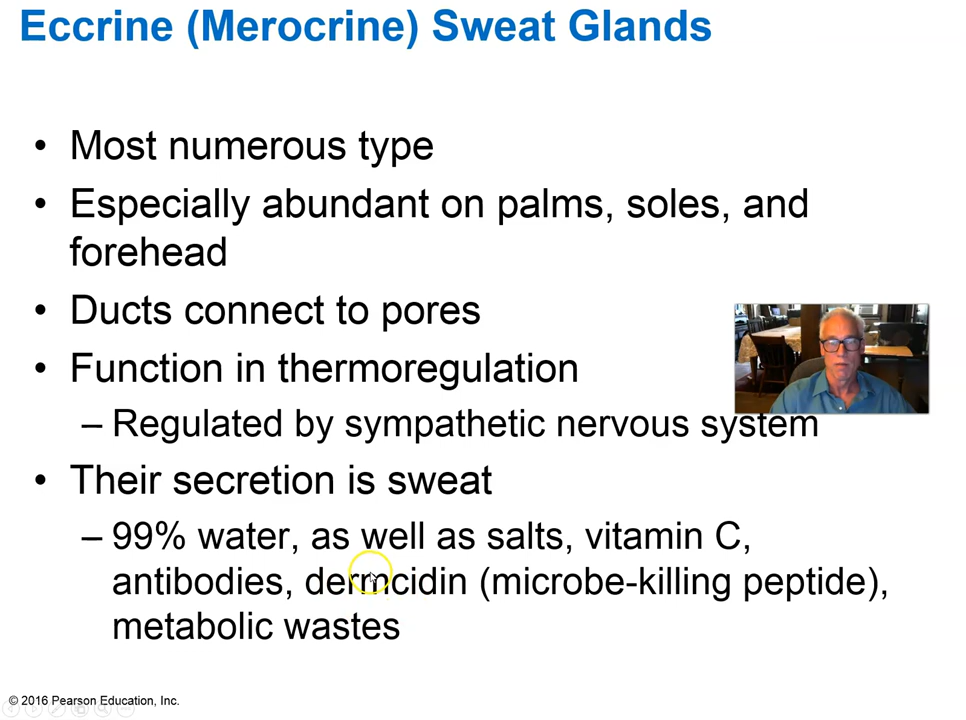 Eccrine (Merocrine) Sweat Glands
• Most numerous type
• Especially abundant on palms, soles, and
forehead
• Ducts connect to pores
• Function in thermoregulation
– Regulated by sympathetic nervous system
• Their secretion is sweat
– 99% water, as well as salts, vitamin C,
antibodies, dermcidin (microbe-killing peptide),
metabolic wastes
© 2016 Pearson Education, Inc.